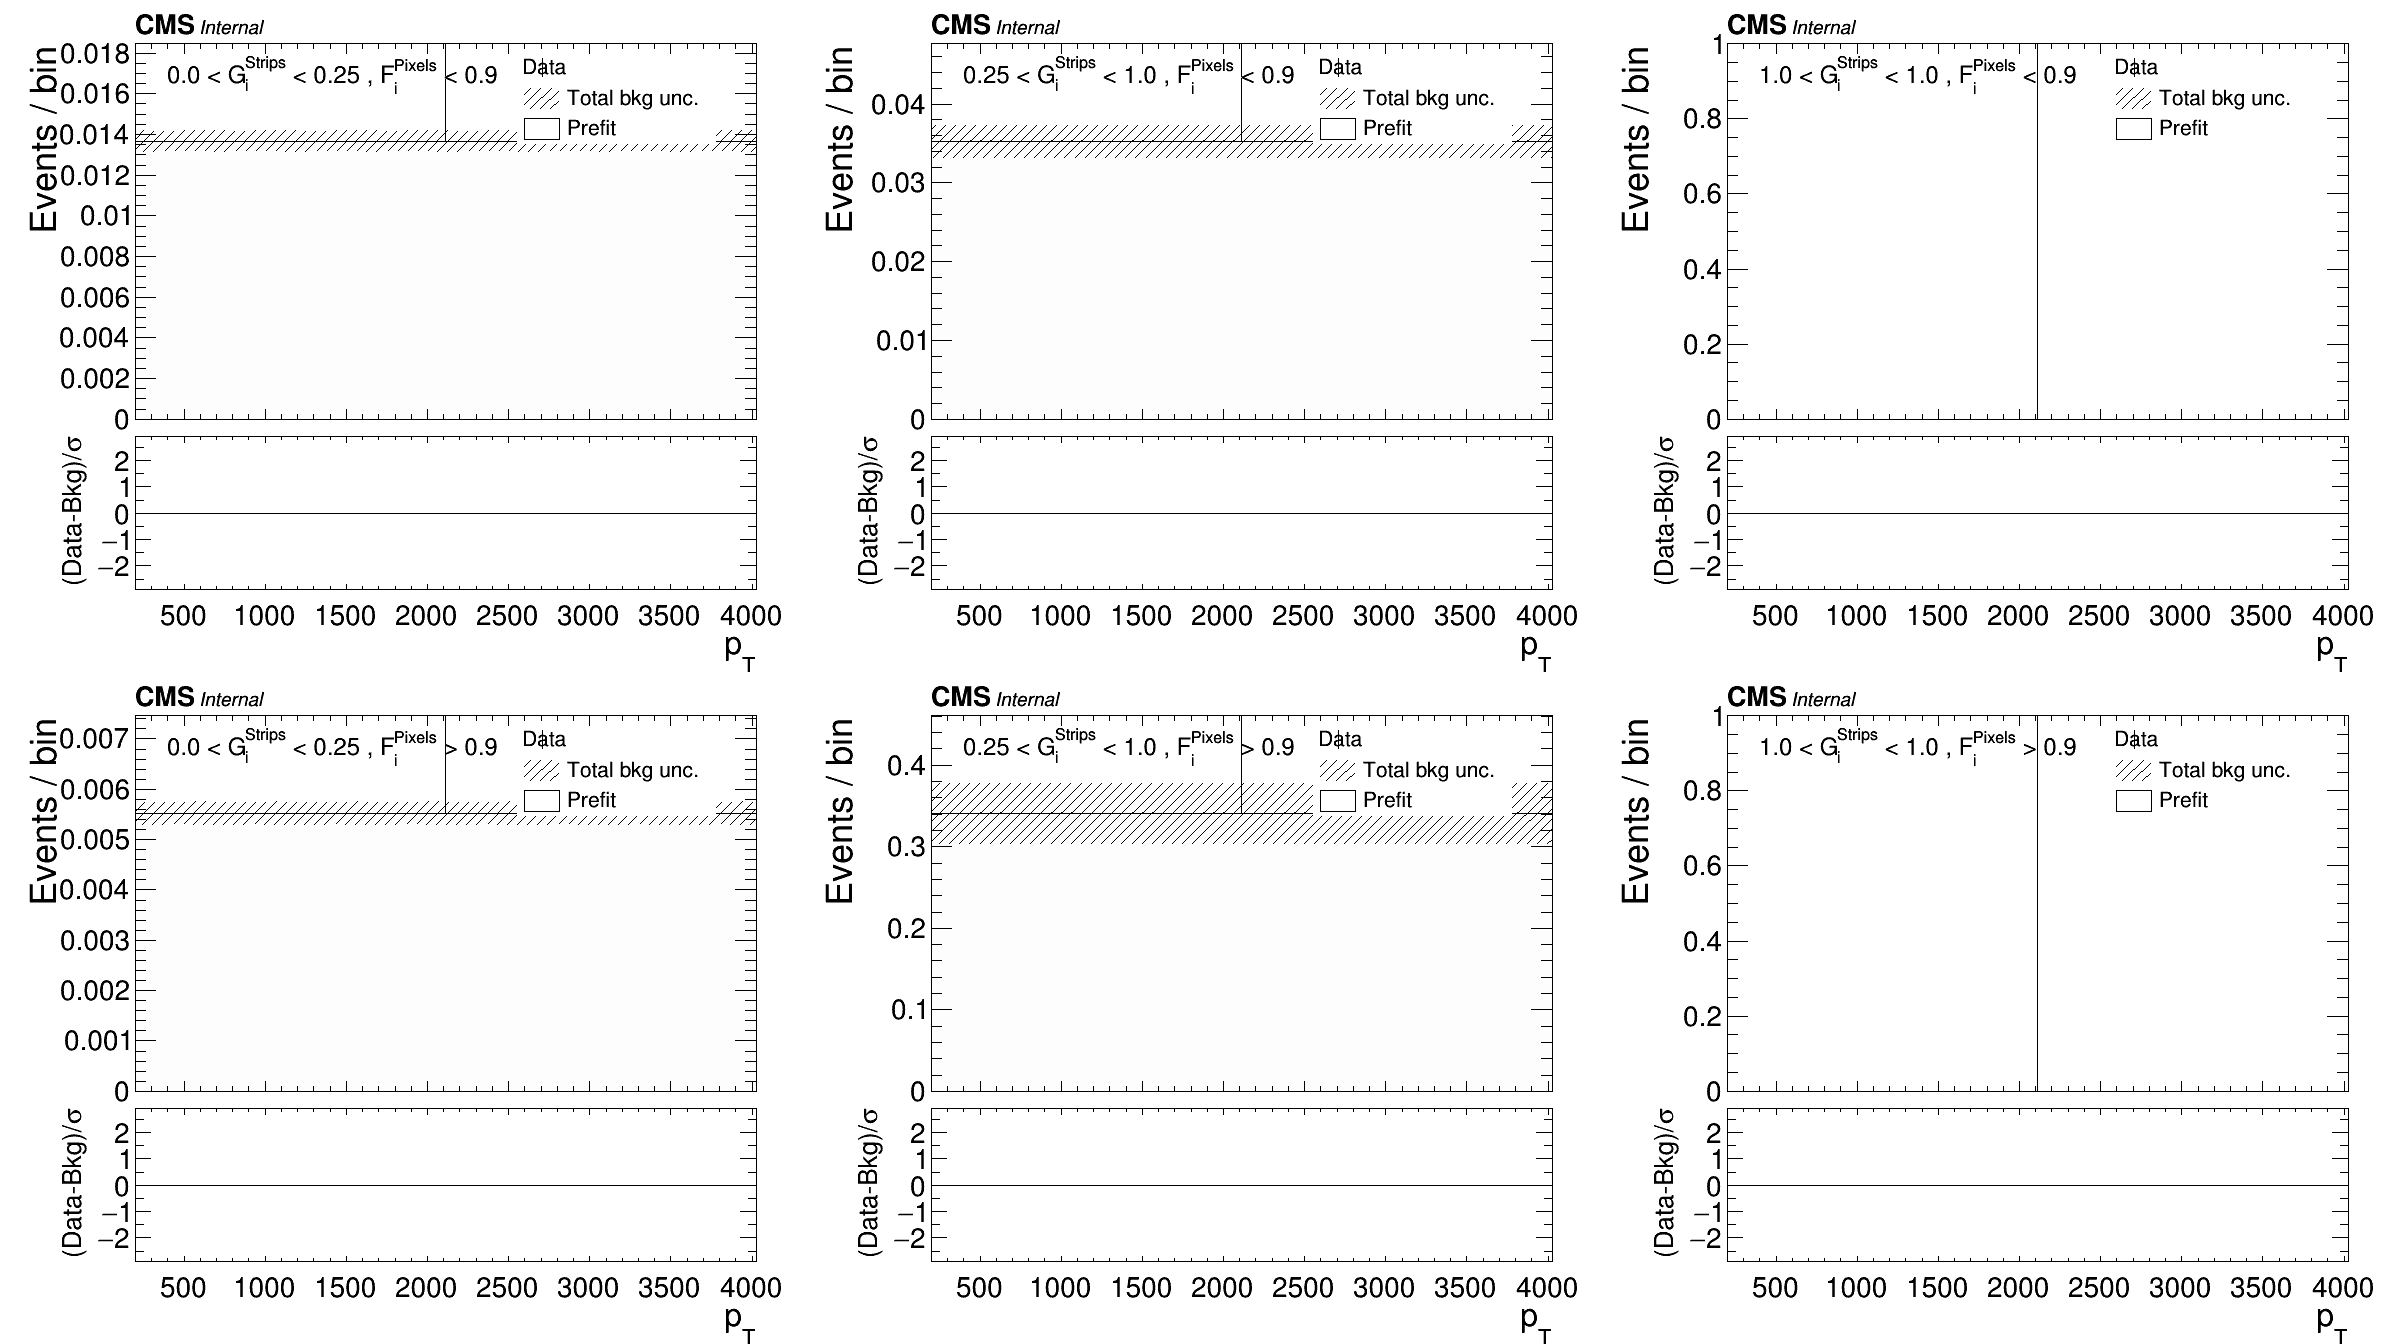 CMS Internal
Events / bin
0.0 < G_i^Strips < 0.25 , F_i^Pixels < 0.9
Data
Total bkg unc.
Prefit
0.018
0.016
0.014
0.012
0.01
0.008
0.006
0.004
0.002
0
(Data-Bkg)/σ
2
1
0
−1
−2
500 1000 1500 2000 2500 3000 3500 4000
p_T
CMS Internal
Events / bin
0.25 < G_i^Strips < 1.0 , F_i^Pixels < 0.9
Data
Total bkg unc.
Prefit
0.04
0.03
0.02
0.01
0
(Data-Bkg)/σ
2
1
0
−1
−2
500 1000 1500 2000 2500 3000 3500 4000
p_T
CMS Internal
Events / bin
1.0 < G_i^Strips < 1.0 , F_i^Pixels < 0.9
Data
Total bkg unc.
Prefit
1
0.8
0.6
0.4
0.2
0
(Data-Bkg)/σ
2
1
0
−1
−2
500 1000 1500 2000 2500 3000 3500 4000
p_T
CMS Internal
Events / bin
0.0 < G_i^Strips < 0.25 , F_i^Pixels > 0.9
Data
Total bkg unc.
Prefit
0.007
0.006
0.005
0.004
0.003
0.002
0.001
0
(Data-Bkg)/σ
2
1
0
−1
−2
500 1000 1500 2000 2500 3000 3500 4000
p_T
CMS Internal
Events / bin
0.25 < G_i^Strips < 1.0 , F_i^Pixels > 0.9
Data
Total bkg unc.
Prefit
0.4
0.3
0.2
0.1
0
(Data-Bkg)/σ
2
1
0
−1
−2
500 1000 1500 2000 2500 3000 3500 4000
p_T
CMS Internal
Events / bin
1.0 < G_i^Strips < 1.0 , F_i^Pixels > 0.9
Data
Total bkg unc.
Prefit
1
0.8
0.6
0.4
0.2
0
(Data-Bkg)/σ
2
1
0
−1
−2
500 1000 1500 2000 2500 3000 3500 4000
p_T